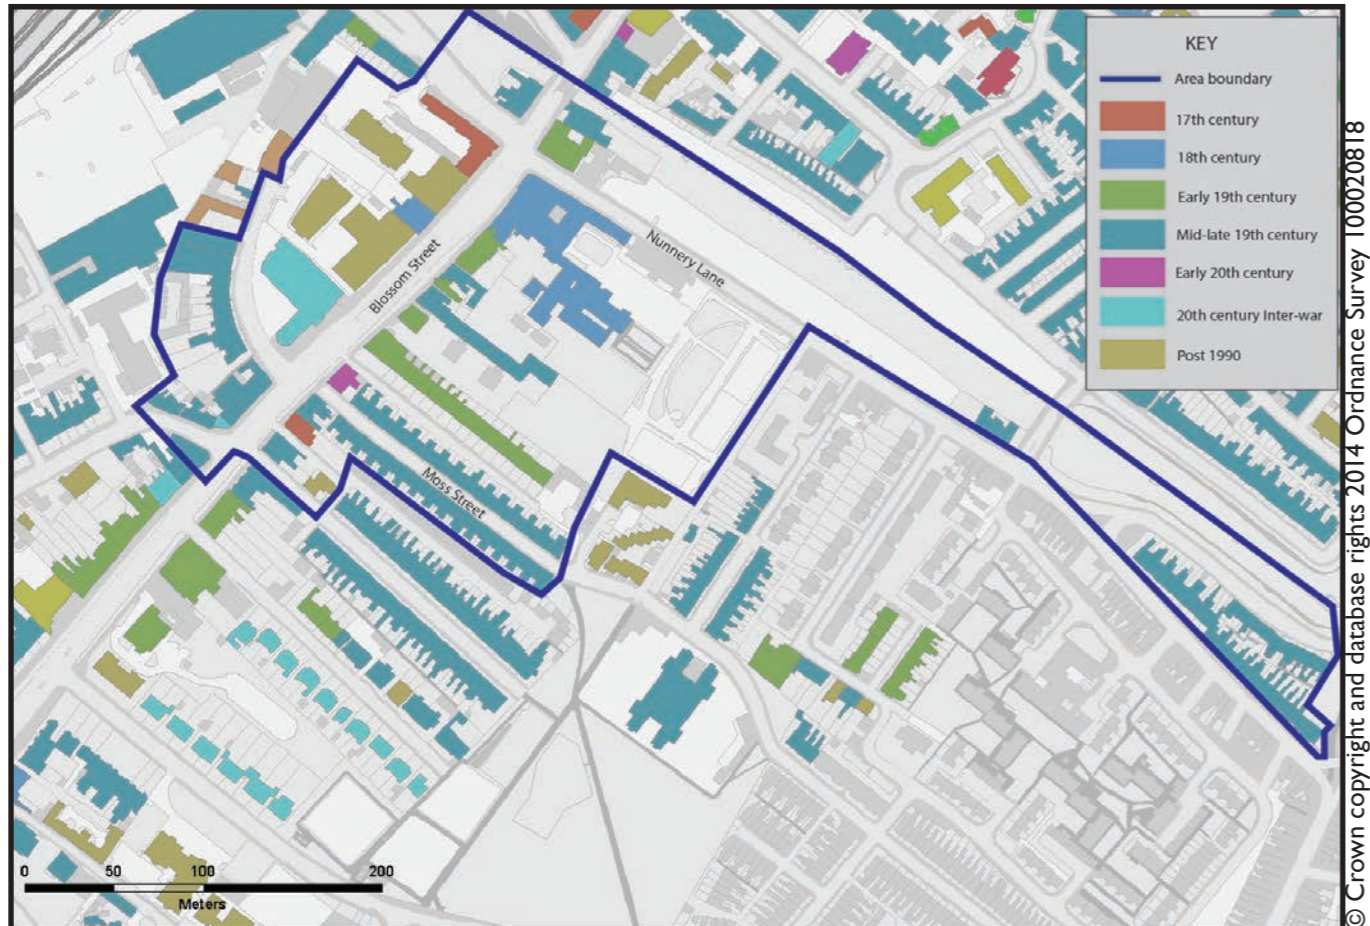 KEY
Area boundary
17th century
18th century
Early 19th century
Mid-late 19th century
Early 20th century
20th century Inter-war
Post 1990
Nunnery Lane
Blossom Street
Moss Street
0 50 100 200
Meters
© Crown copyright and database rights 2014 Ordnance Survey 100020818